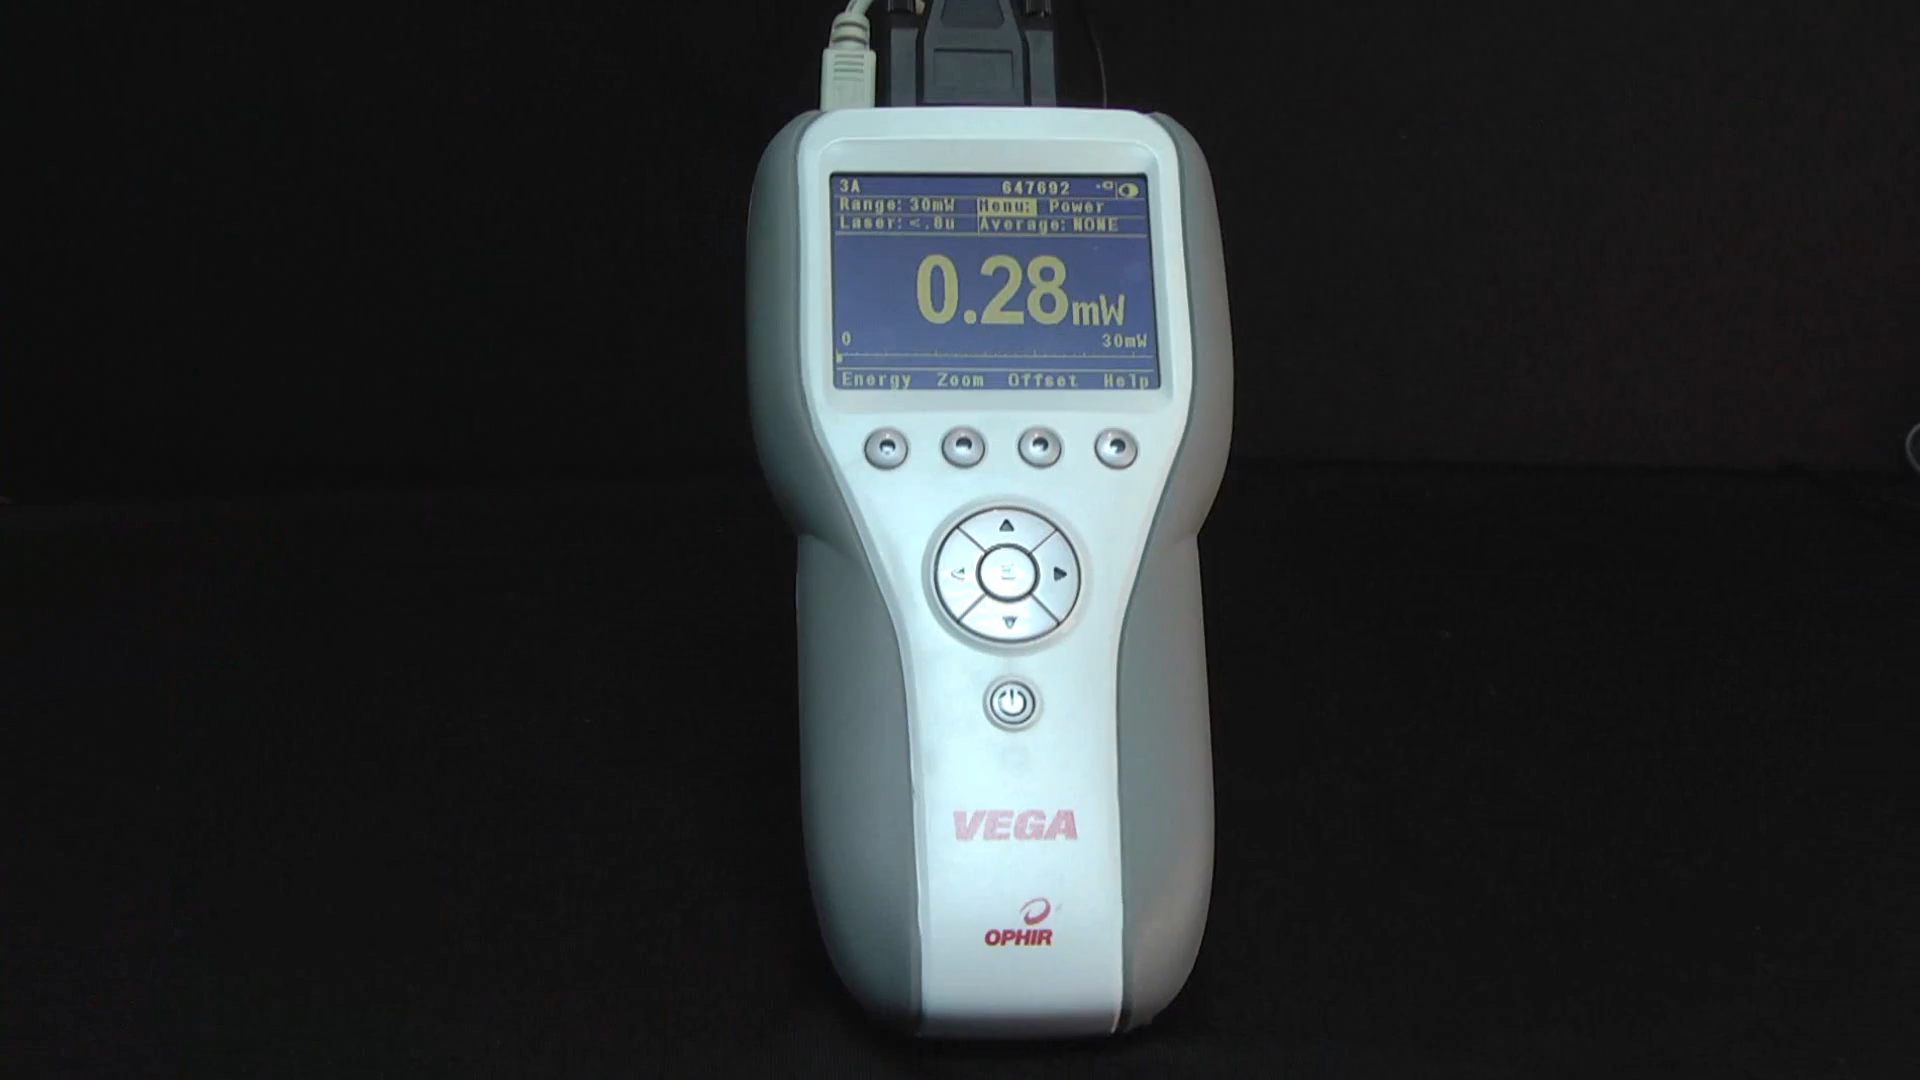 3A 647692
Range: 30mW Menu: Power
Laser: <.8u Average: NONE
0.28mW
0 30mW
Energy Zoom Offset Help
VEGA
OPHIR